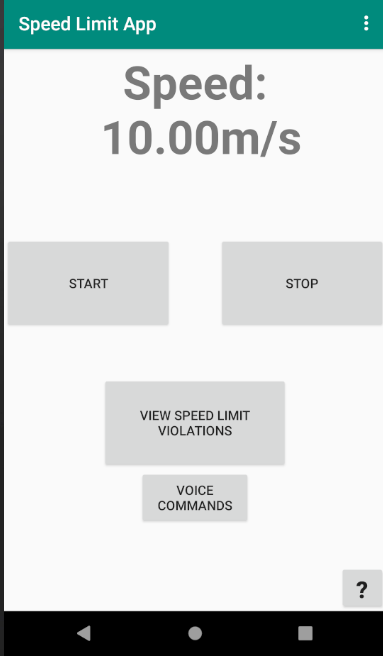 Speed Limit App
Speed:
10.00m/s
START
STOP
VIEW SPEED LIMIT
VIOLATIONS
VOICE
COMMANDS
?